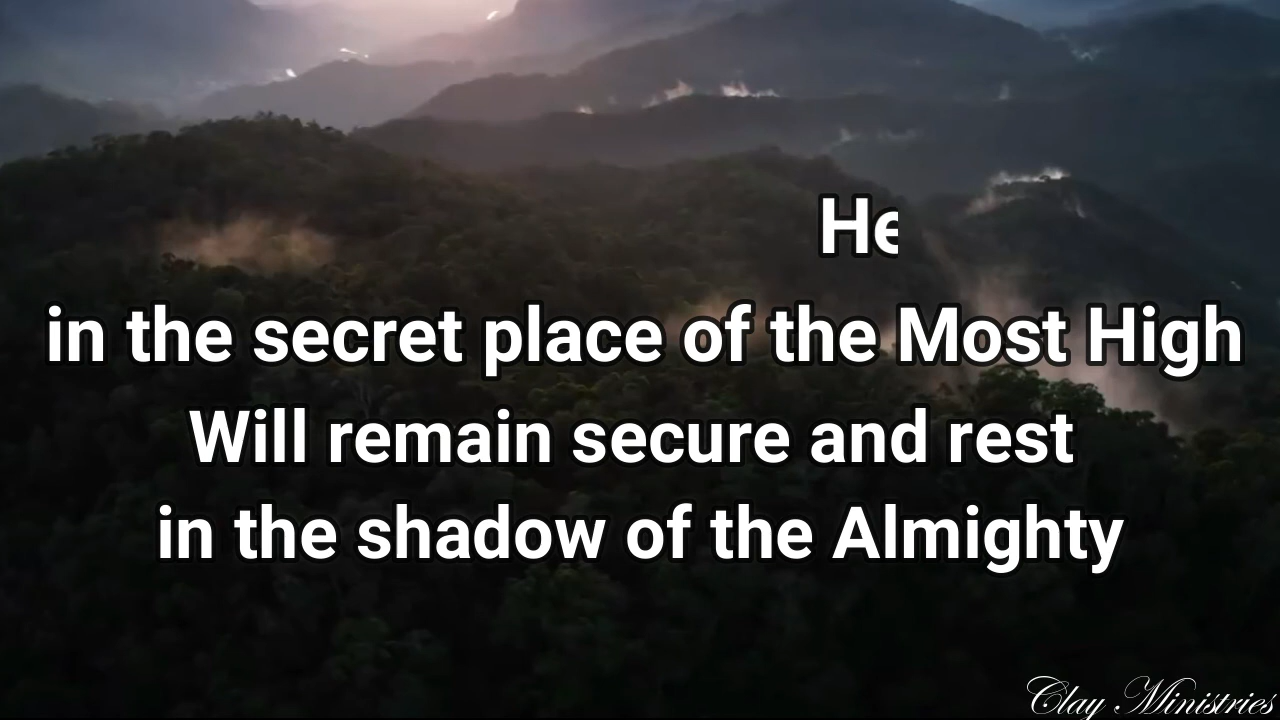 He
in the secret place of the Most High
Will remain secure and rest
in the shadow of the Almighty
Clay Ministries